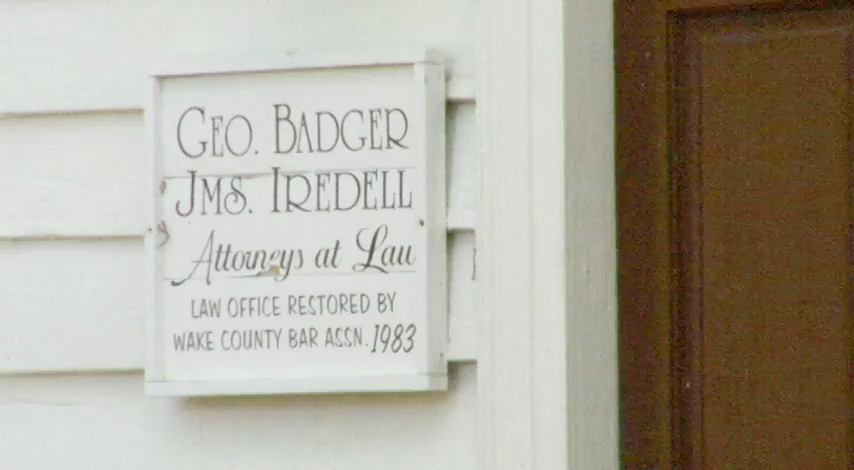 GEO. BADGER
JMS. IREDELL
Attorneys at Law
LAW OFFICE RESTORED BY
WAKE COUNTY BAR ASSN. 1983